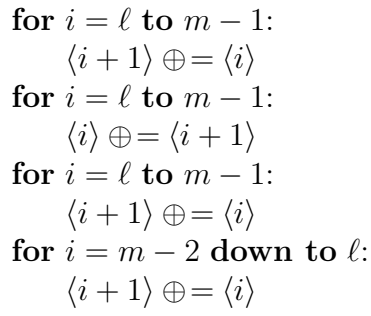 for i = ℓ to m − 1:
⟨i + 1⟩ ⊕= ⟨i⟩
for i = ℓ to m − 1:
⟨i⟩ ⊕= ⟨i + 1⟩
for i = ℓ to m − 1:
⟨i + 1⟩ ⊕= ⟨i⟩
for i = m − 2 down to ℓ:
⟨i + 1⟩ ⊕= ⟨i⟩